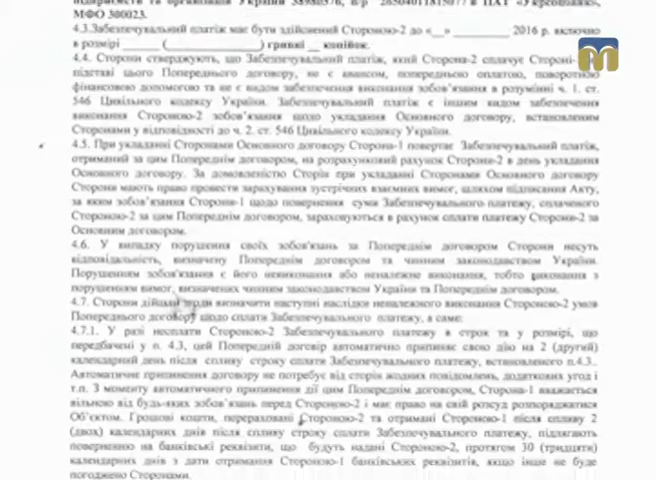 підприємств та організацій України 38980376, п/р 26504011815077 в ПАТ «Укрексімбанк»,
МФО 300023.
4.3.Забезпечувальний платіж має бути здійснений Стороною-2 до «__» __________ 2016 р. включно
в розмірі _______ (________________) гривні __ копійок.
4.4. Сторони стверджують, що Забезпечувальний платіж, який Сторона-2 сплачує Стороні-
підставі цього Попереднього договору, не є авансом, попередньою оплатою, поворотною
фінансовою допомогою та не є видом забезпечення виконання зобов'язання в розумінні ч. 1. ст.
546 Цивільного кодексу України. Забезпечувальний платіж є іншим видом забезпечення
виконання Стороною-2 зобов'язання щодо укладання Основного договору, встановленим
Сторонами у відповідності до ч. 2. ст. 546 Цивільного кодексу України.
4.5. При укладанні Сторонами Основного договору Сторона-1 повертає Забезпечувальний платіж,
отриманий за цим Попереднім договором, на розрахунковий рахунок Сторони-2 в день укладання
Основного договору. За домовленістю Сторін при укладанні Сторонами Основного договору
Сторони мають право провести зарахування зустрічних взаємних вимог, шляхом підписання Акту,
за яким зобов'язання Сторони-1 щодо повернення суми Забезпечувального платежу, сплаченого
Стороною-2 за цим Попереднім договором, зараховуються в рахунок сплати платежу Сторони-2 за
Основним договором.
4.6. У випадку порушення своїх зобов'язань за Попереднім договором Сторони несуть
відповідальність, визначену Попереднім договором та чинним законодавством України.
Порушенням зобов'язання є його невиконання або неналежне виконання, тобто виконання з
порушенням вимог, визначених чинним законодавством України та Попереднім договором.
4.7. Сторони дійшли згоди визначити наступні наслідки неналежного виконання Стороною-2 умов
Попереднього договору щодо сплати Забезпечувального платежу, а саме:
4.7.1. У разі несплати Стороною-2 Забезпечувального платежу в строк та у розмірі, що
передбачені у п. 4.3, цей Попередній договір автоматично припиняє свою дію на 2 (другий)
календарний день після спливу строку сплати Забезпечувального платежу, встановленого п.4.3..
Автоматичне припинення договору не потребує від сторін жодних повідомлень, додаткових угод і
т.п. З моменту автоматичного припинення дії цим Попереднім договором, Сторона-1 вважається
вільною від будь-яких зобов'язань перед Стороною-2 і має право на свій розсуд розпоряджатися
Об'єктом. Грошові кошти, перераховані Стороною-2 та отримані Стороною-1 після спливу 2
(двох) календарних днів після спливу строку сплати Забезпечувального платежу, підлягають
поверненню на банківські реквізити, що будуть надані Стороною-2, протягом 30 (тридцяти)
календарних днів з дати отримання Стороною-1 банківських реквізитів, якщо інше не буде
погоджено Сторонами.